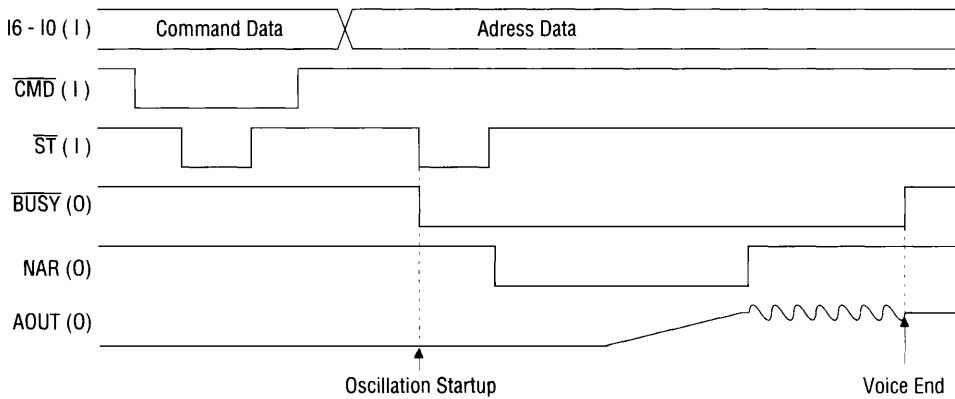 I6 - I0 ( I )
Command Data
Adress Data
CMD ( I )
ST ( I )
BUSY (O)
NAR (O)
AOUT (O)
Oscillation Startup
Voice End